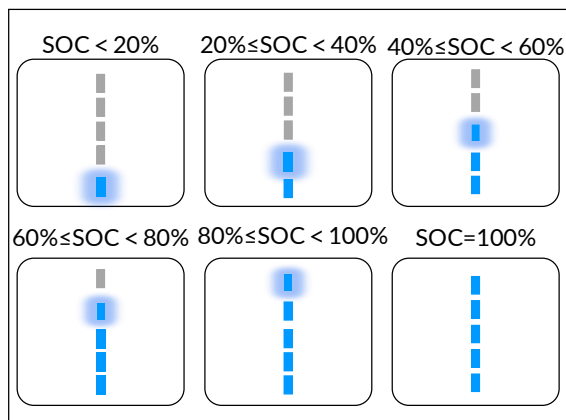 SOC < 20%
20%≤SOC < 40%
40%≤SOC < 60%
60%≤SOC < 80%
80%≤SOC < 100%
SOC=100%